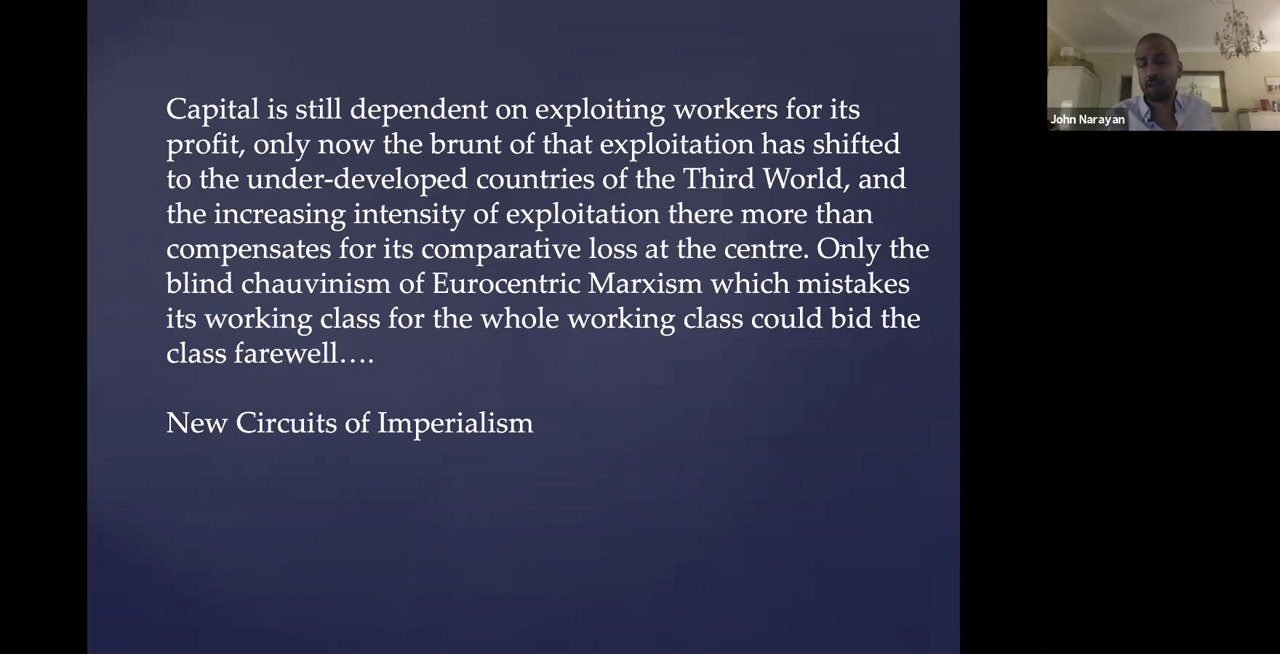 Capital is still dependent on exploiting workers for its
profit, only now the brunt of that exploitation has shifted
to the under-developed countries of the Third World, and
the increasing intensity of exploitation there more than
compensates for its comparative loss at the centre. Only the
blind chauvinism of Eurocentric Marxism which mistakes
its working class for the whole working class could bid the
class farewell….
New Circuits of Imperialism
John Narayan